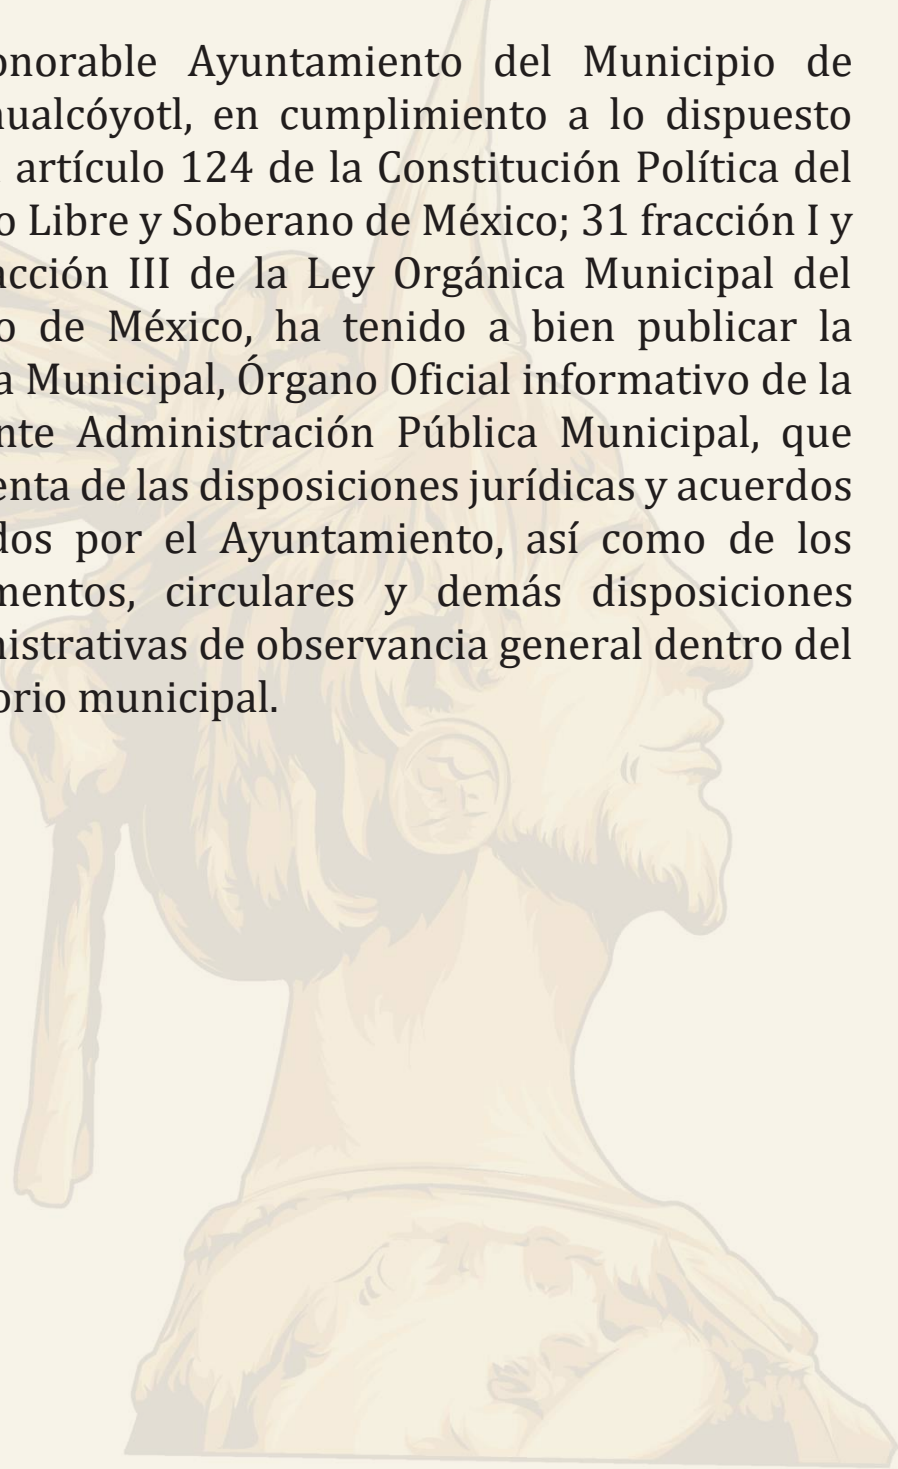 onorable Ayuntamiento del Municipio de
ualcóyotl, en cumplimiento a lo dispuesto
artículo 124 de la Constitución Política del
o Libre y Soberano de México; 31 fracción I y
acción III de la Ley Orgánica Municipal del
o de México, ha tenido a bien publicar la
a Municipal, Órgano Oficial informativo de la
nte Administración Pública Municipal, que
enta de las disposiciones jurídicas y acuerdos
dos por el Ayuntamiento, así como de los
mentos, circulares y demás disposiciones
nistrativas de observancia general dentro del
orio municipal.